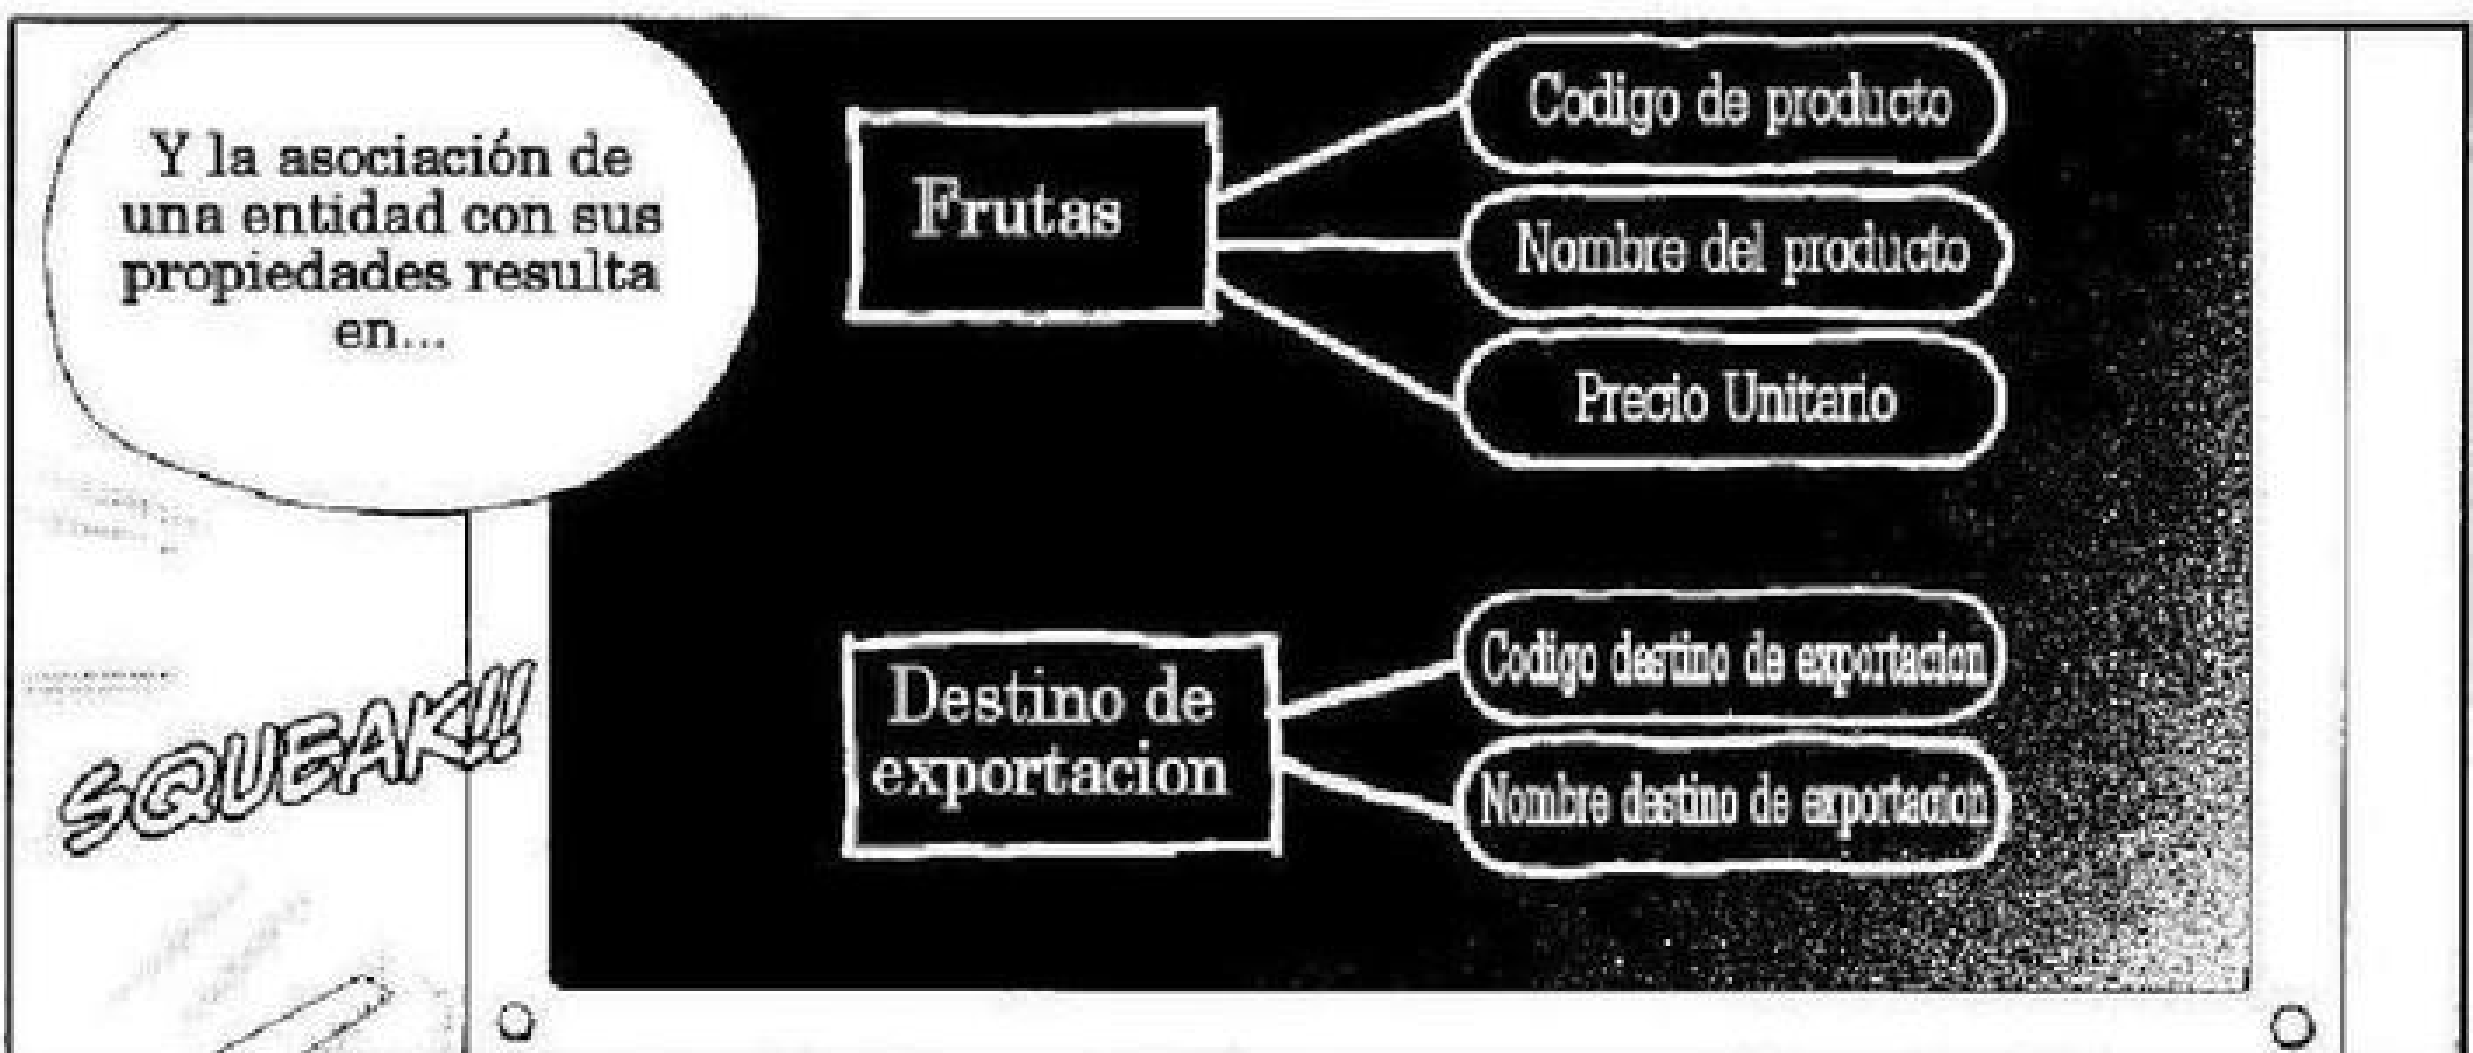 Y la asociación de
una entidad con sus
propiedades resulta
en...
Frutas
Codigo de producto
Nombre del producto
Precio Unitario
Destino de
exportacion
Codigo destino de exportacion
Nombre destino de exportacion
SQUEAK!!